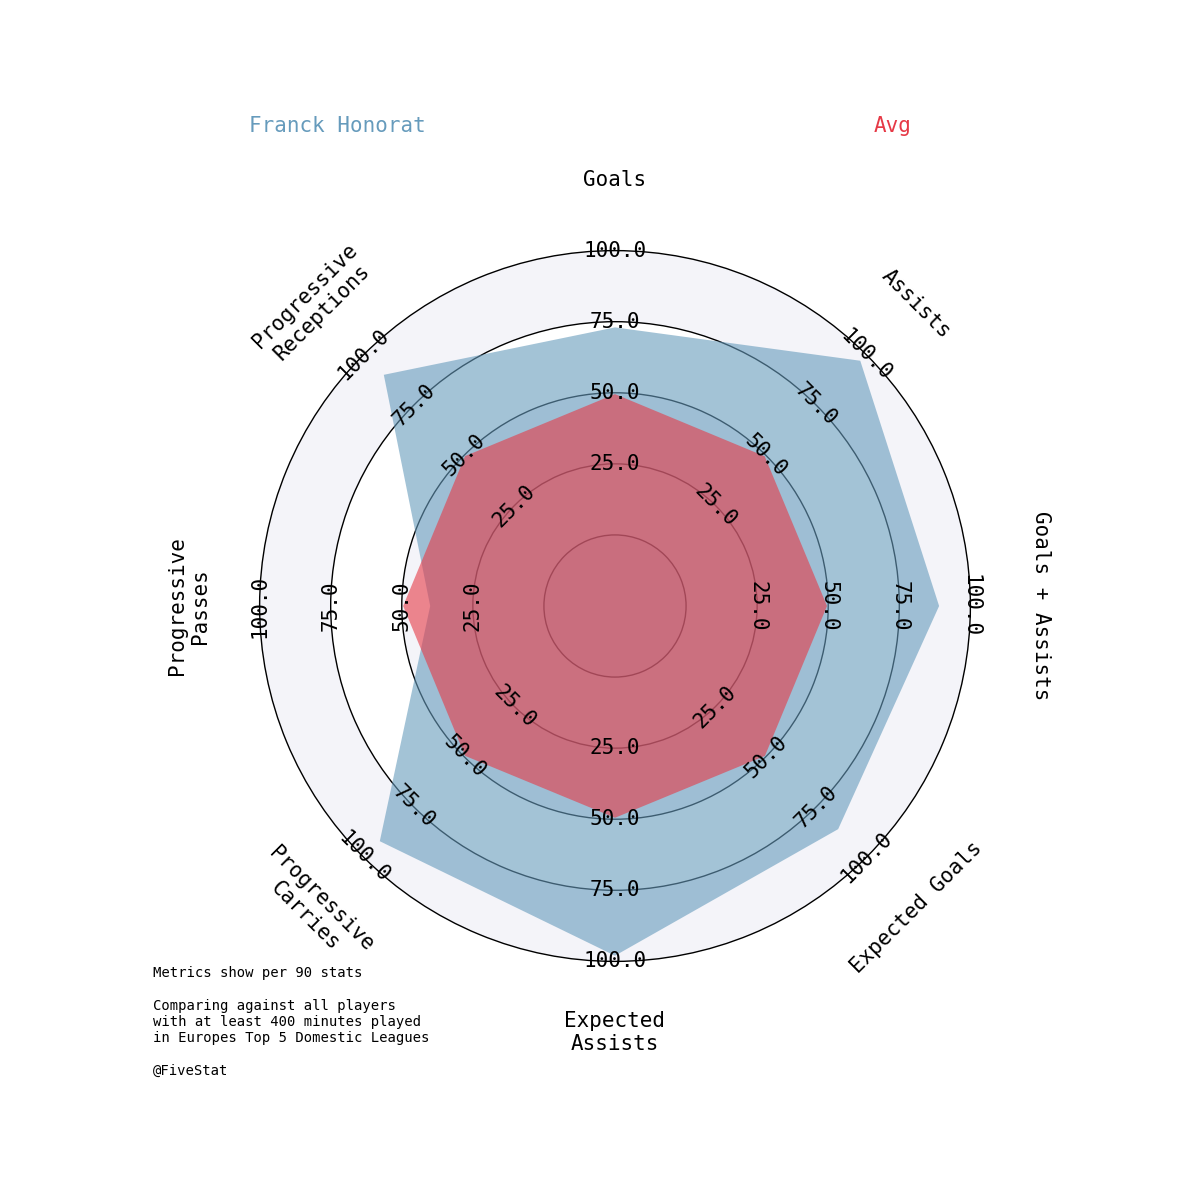 Franck Honorat
Avg
Goals
Assists
Goals + Assists
Expected Goals
Expected
Assists
Progressive
Carries
Progressive
Passes
Progressive
Receptions
25.0
50.0
75.0
100.0
25.0
50.0
75.0
100.0
25.0
50.0
75.0
100.0
25.0
50.0
75.0
100.0
25.0
50.0
75.0
100.0
25.0
50.0
75.0
100.0
25.0
50.0
75.0
100.0
25.0
50.0
75.0
100.0
Metrics show per 90 stats
Comparing against all players
with at least 400 minutes played
in Europes Top 5 Domestic Leagues
@FiveStat